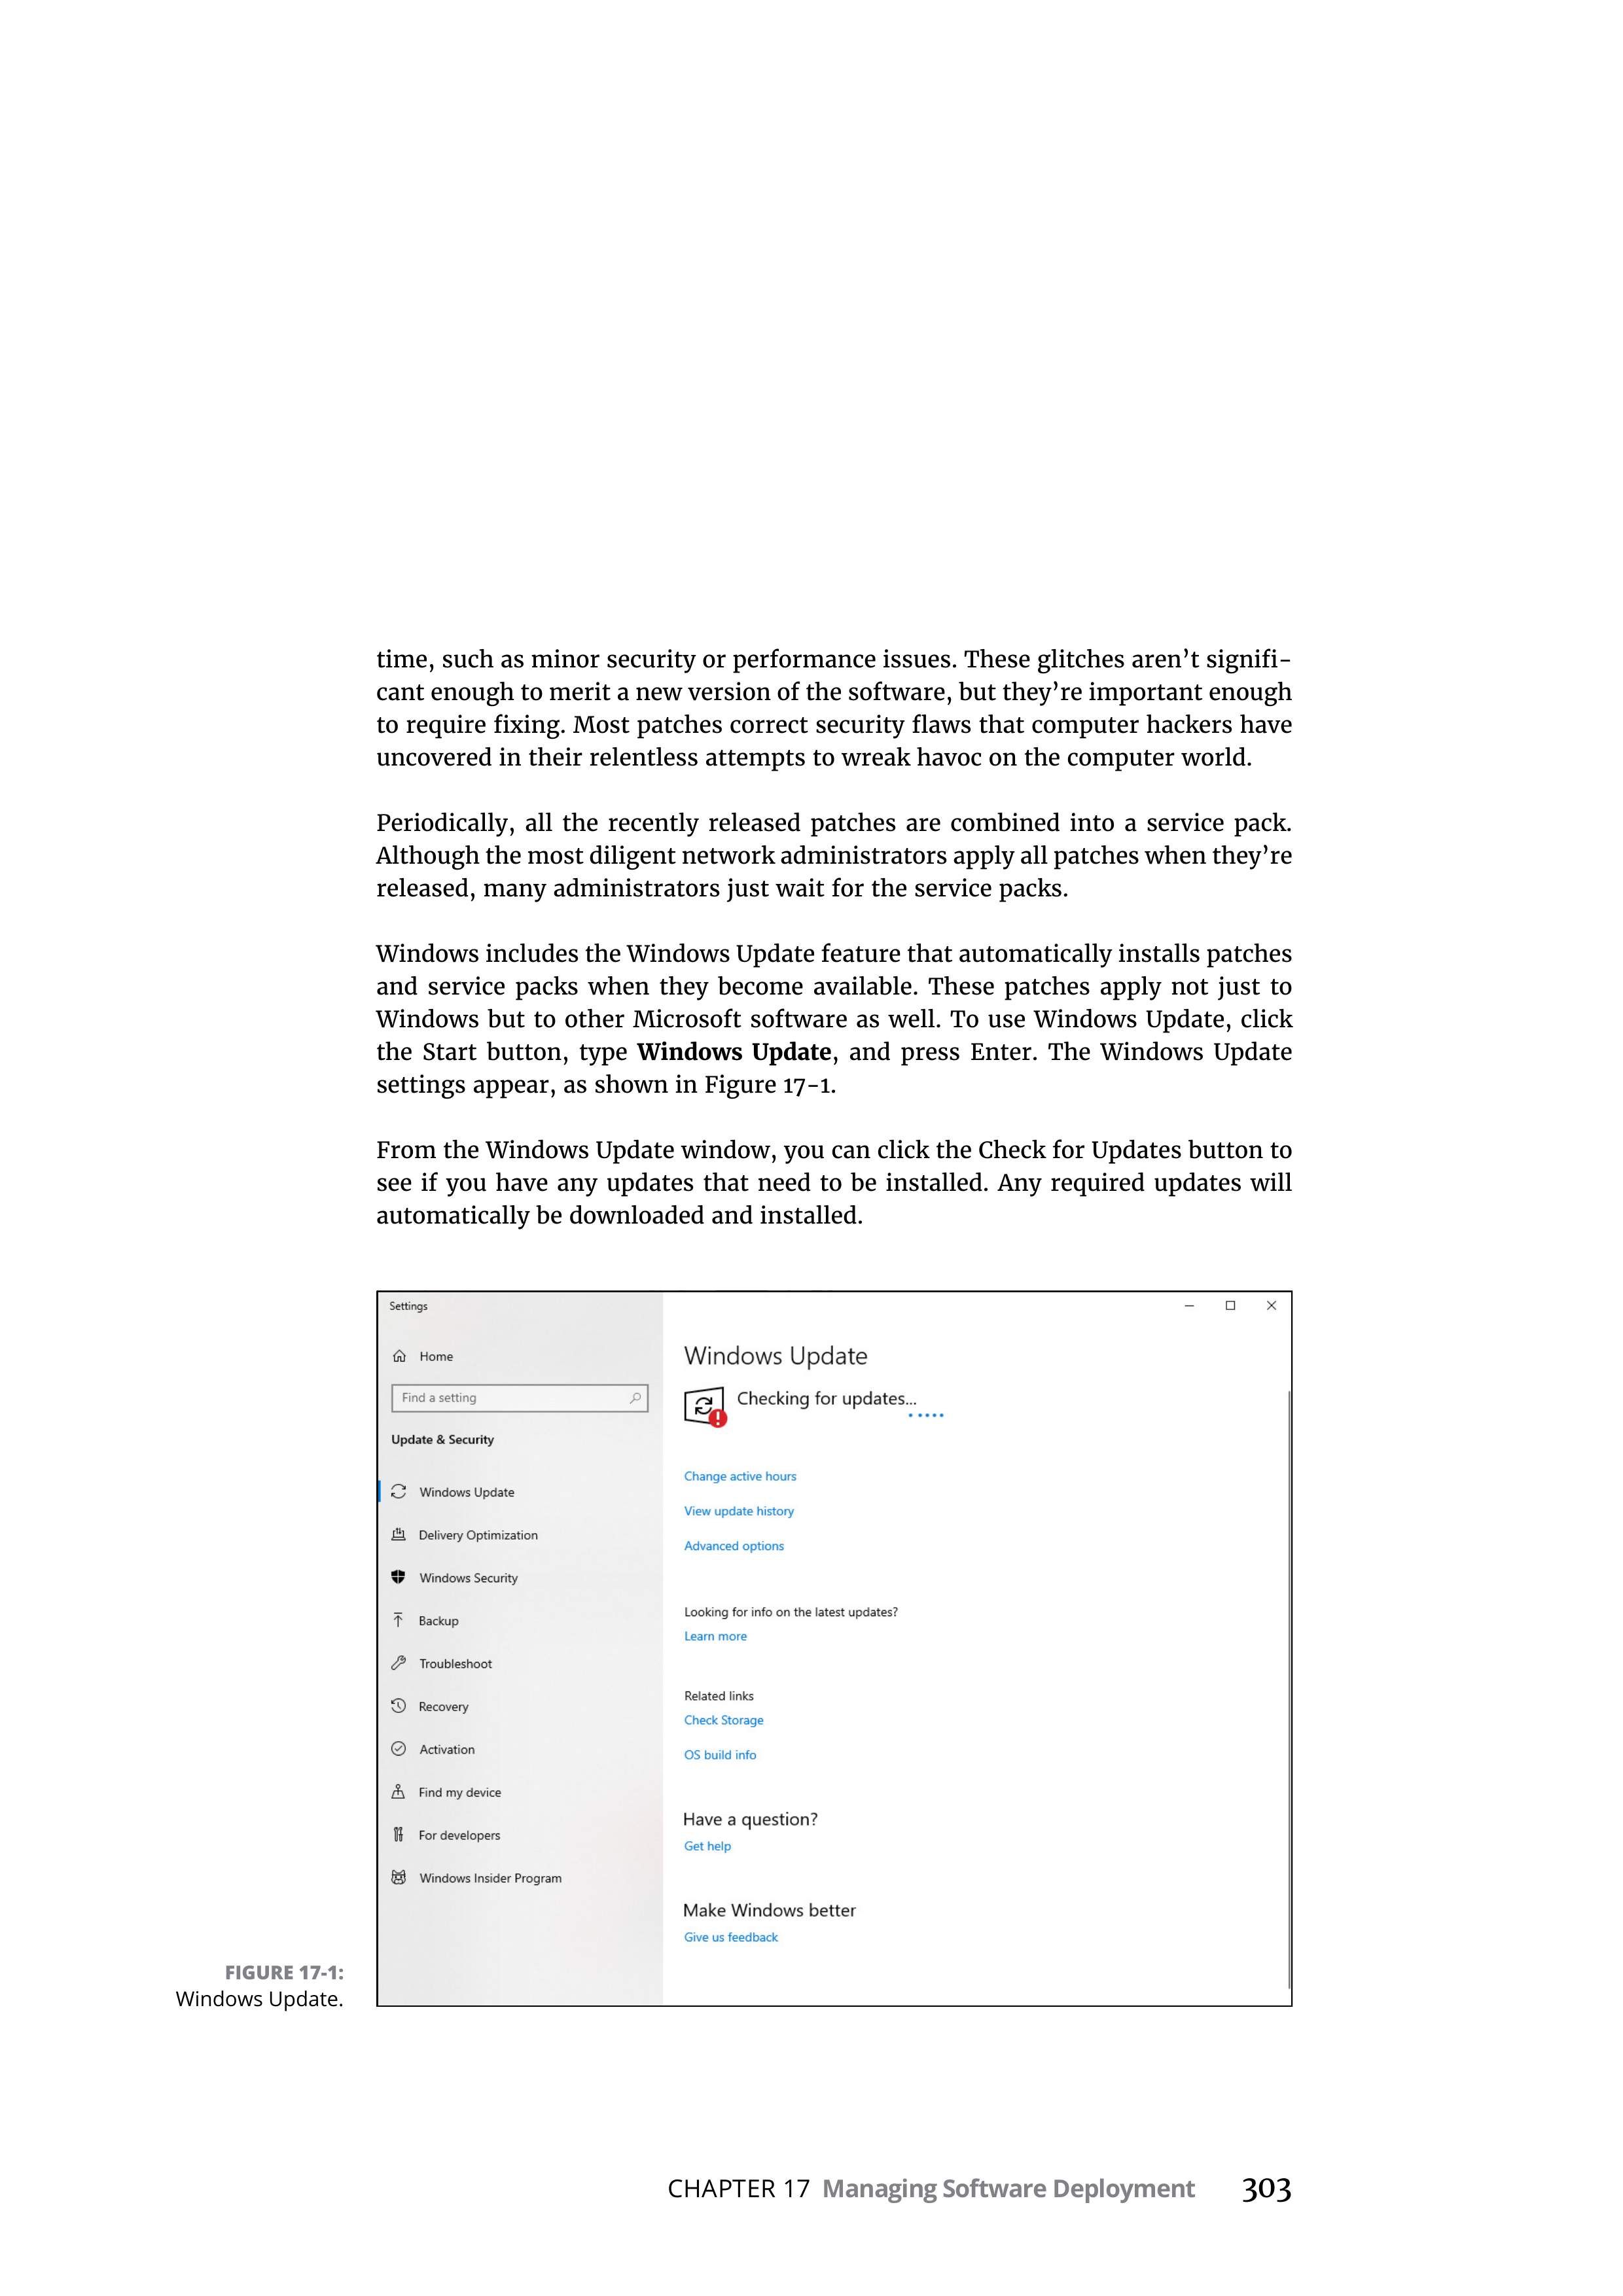 time, such as minor security or performance issues. These glitches aren't signifi-
cant enough to merit a new version of the software, but they're important enough
to require fixing. Most patches correct security flaws that computer hackers have
uncovered in their relentless attempts to wreak havoc on the computer world.
Periodically, all the recently released patches are combined into a service pack.
Although the most diligent network administrators apply all patches when they're
released, many administrators just wait for the service packs.
Windows includes the Windows Update feature that automatically installs patches
and service packs when they become available. These patches apply not just to
Windows but to other Microsoft software as well. To use Windows Update, click
the Start button, type Windows Update, and press Enter. The Windows Update
settings appear, as shown in Figure 17-1.
From the Windows Update window, you can click the Check for Updates button to
see if you have any updates that need to be installed. Any required updates will
automatically be downloaded and installed.
Settings
Home
Find a setting
Update & Security
Windows Update
Delivery Optimization
Windows Security
Backup
Troubleshoot
Recovery
Activation
Find my device
For developers
Windows Insider Program
Windows Update
Checking for updates...
Change active hours
View update history
Advanced options
Looking for info on the latest updates?
Learn more
Related links
Check Storage
OS build info
Have a question?
Get help
Make Windows better
Give us feedback
FIGURE 17-1:
Windows Update.
CHAPTER 17 Managing Software Deployment 303